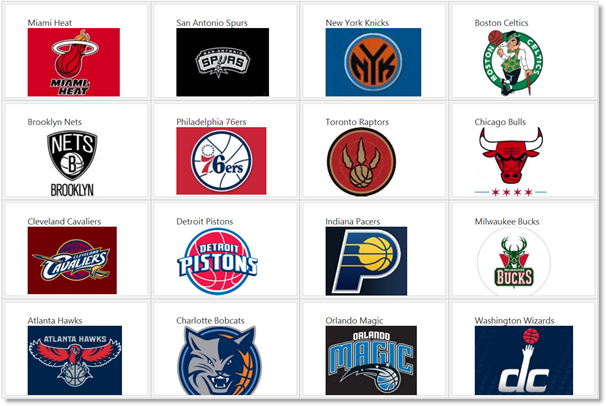 Miami Heat
MIAMI
HEAT
San Antonio Spurs
SAN ANTONIO
SPURS
New York Knicks
NYK
Boston Celtics
BOSTON CELTICS
Brooklyn Nets
NETS
B
BROOKLYN
Philadelphia 76ers
76ers
Toronto Raptors
Chicago Bulls
Cleveland Cavaliers
CLEVELAND
CAVALIERS
Detroit Pistons
DETROIT
PISTONS
Indiana Pacers
P
Milwaukee Bucks
BUCKS
Atlanta Hawks
ATLANTA HAWKS
Charlotte Bobcats
Orlando Magic
ORLANDO
MAGIC
Washington Wizards
dc